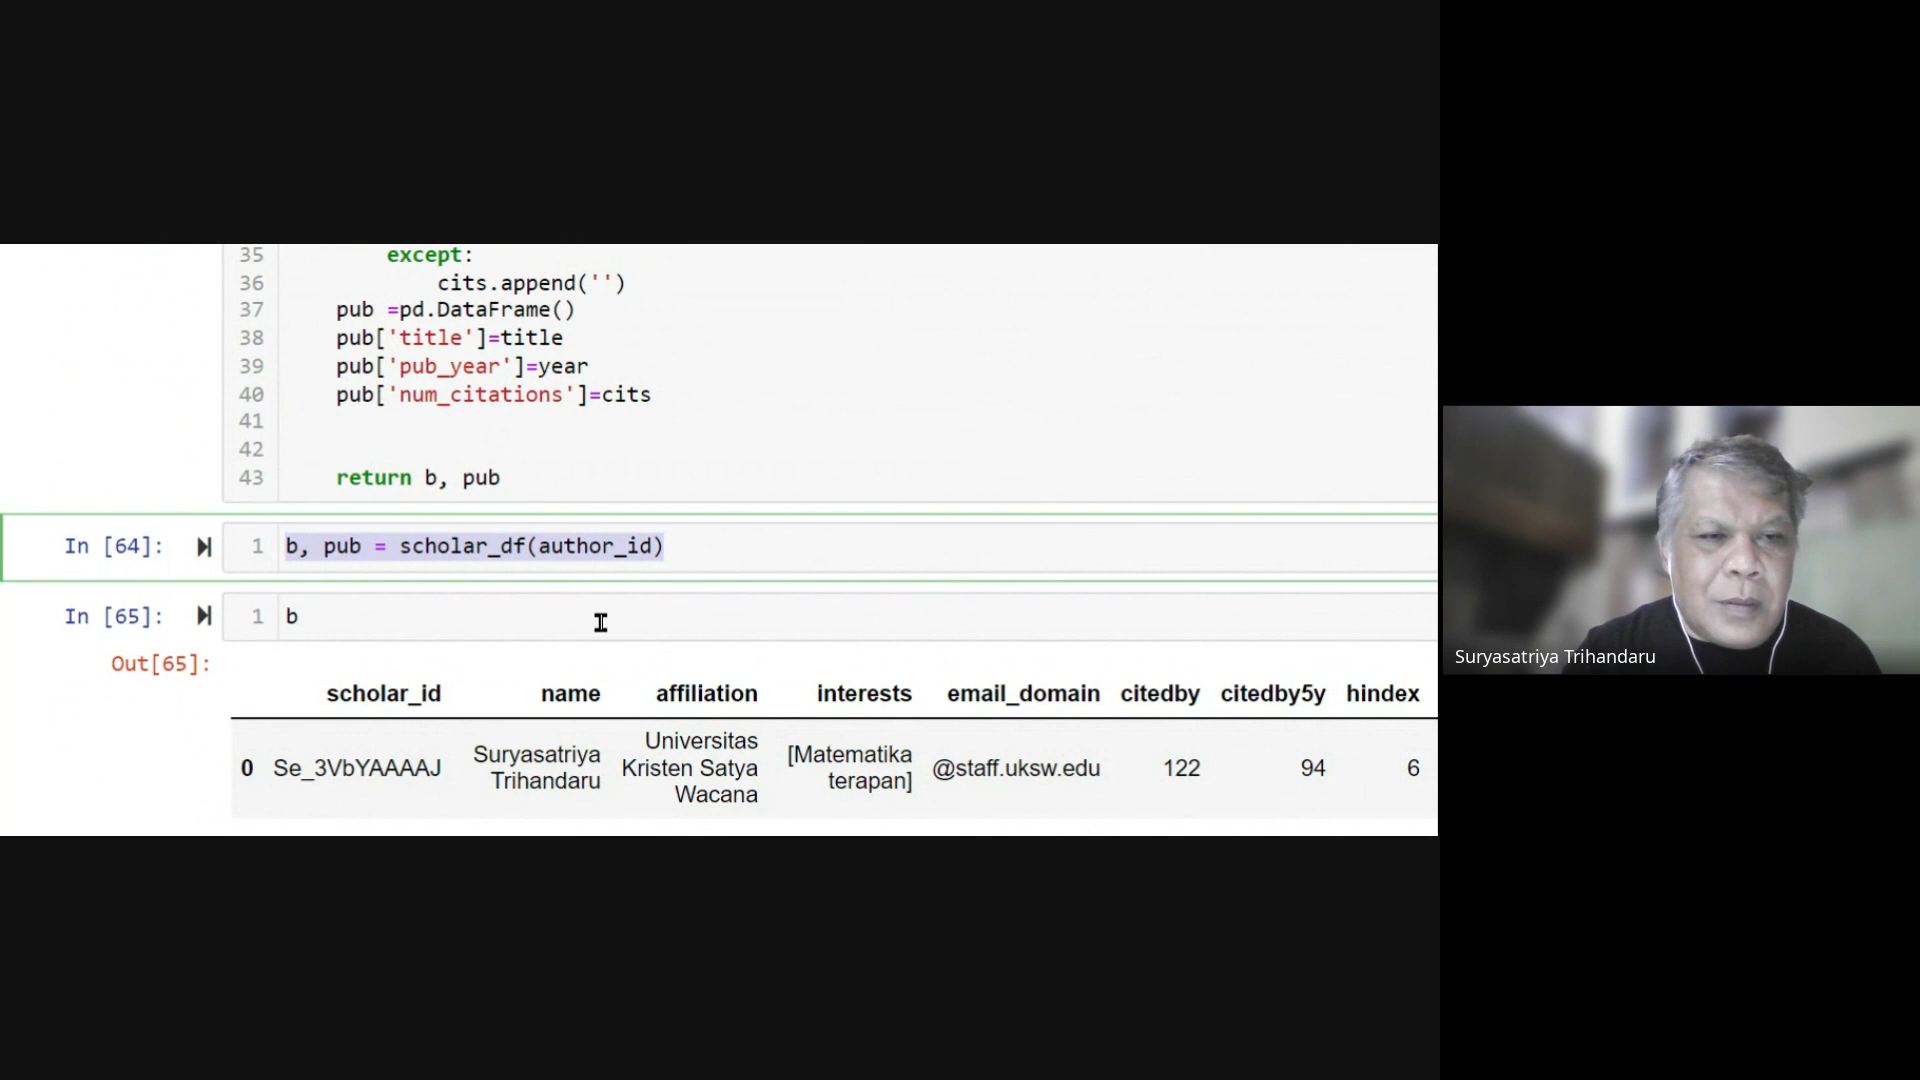 35 except:
36 cits.append('')
37 pub =pd.DataFrame()
38 pub['title']=title
39 pub['pub_year']=year
40 pub['num_citations']=cits
41
42
43 return b, pub
In [64]: 1 b, pub = scholar_df(author_id)
In [65]: 1 b
Out[65]:
scholar_id name affiliation interests email_domain citedby citedby5y hindex
0 Se_3VbYAAAAJ Suryasatriya Trihandaru Universitas Kristen Satya Wacana [Matematika terapan] @staff.uksw.edu 122 94 6
Suryasatriya Trihandaru